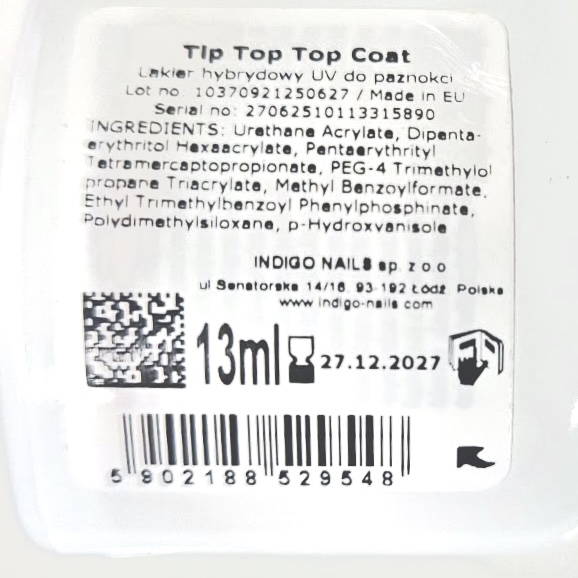 Tip Top Top Coat
Lakier hybrydowy UV do paznokci
Lot no: 10370921250627 / Made in EU
Serial no: 27062510113315890
INGREDIENTS: Urethane Acrylate, Dipenta-
erythritol Hexaacrylate, Pentaerythrityl
Tetramercaptopropionate, PEG-4 Trimethylol
propane Triacrylate, Methyl Benzoylformate,
Ethyl Trimethylbenzoyl Phenylphosphinate,
Polydimethylsiloxane, p-Hydroxyanisole
INDIGO NAILS sp. z o o
ul Senatorska 14/16 93-192 Łódź Polska
www indigo-nails com
13ml 27.12.2027
5 902188 529548